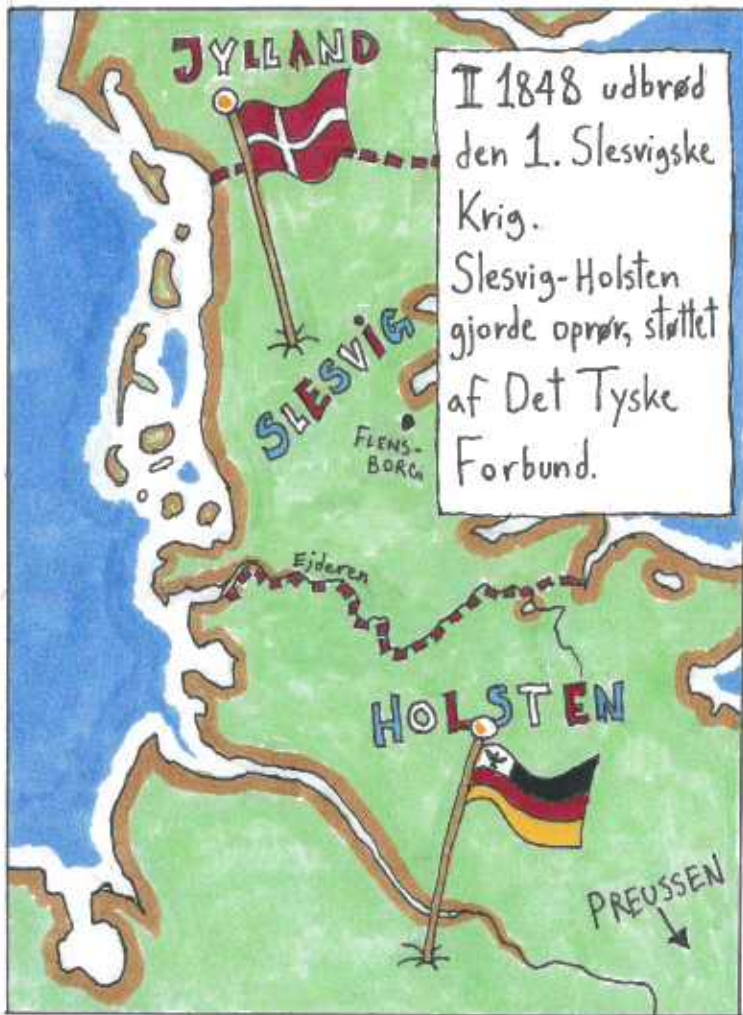 JYLLAND
II 1848 udbrød
den 1. Slesvigske
Krig.
Slesvig-Holsten
gjorde oprør, støttet
af Det Tyske
Forbund.
SLESVIG
FLENS-
BORG
Ejderen
HOLSTEN
PREUSSEN